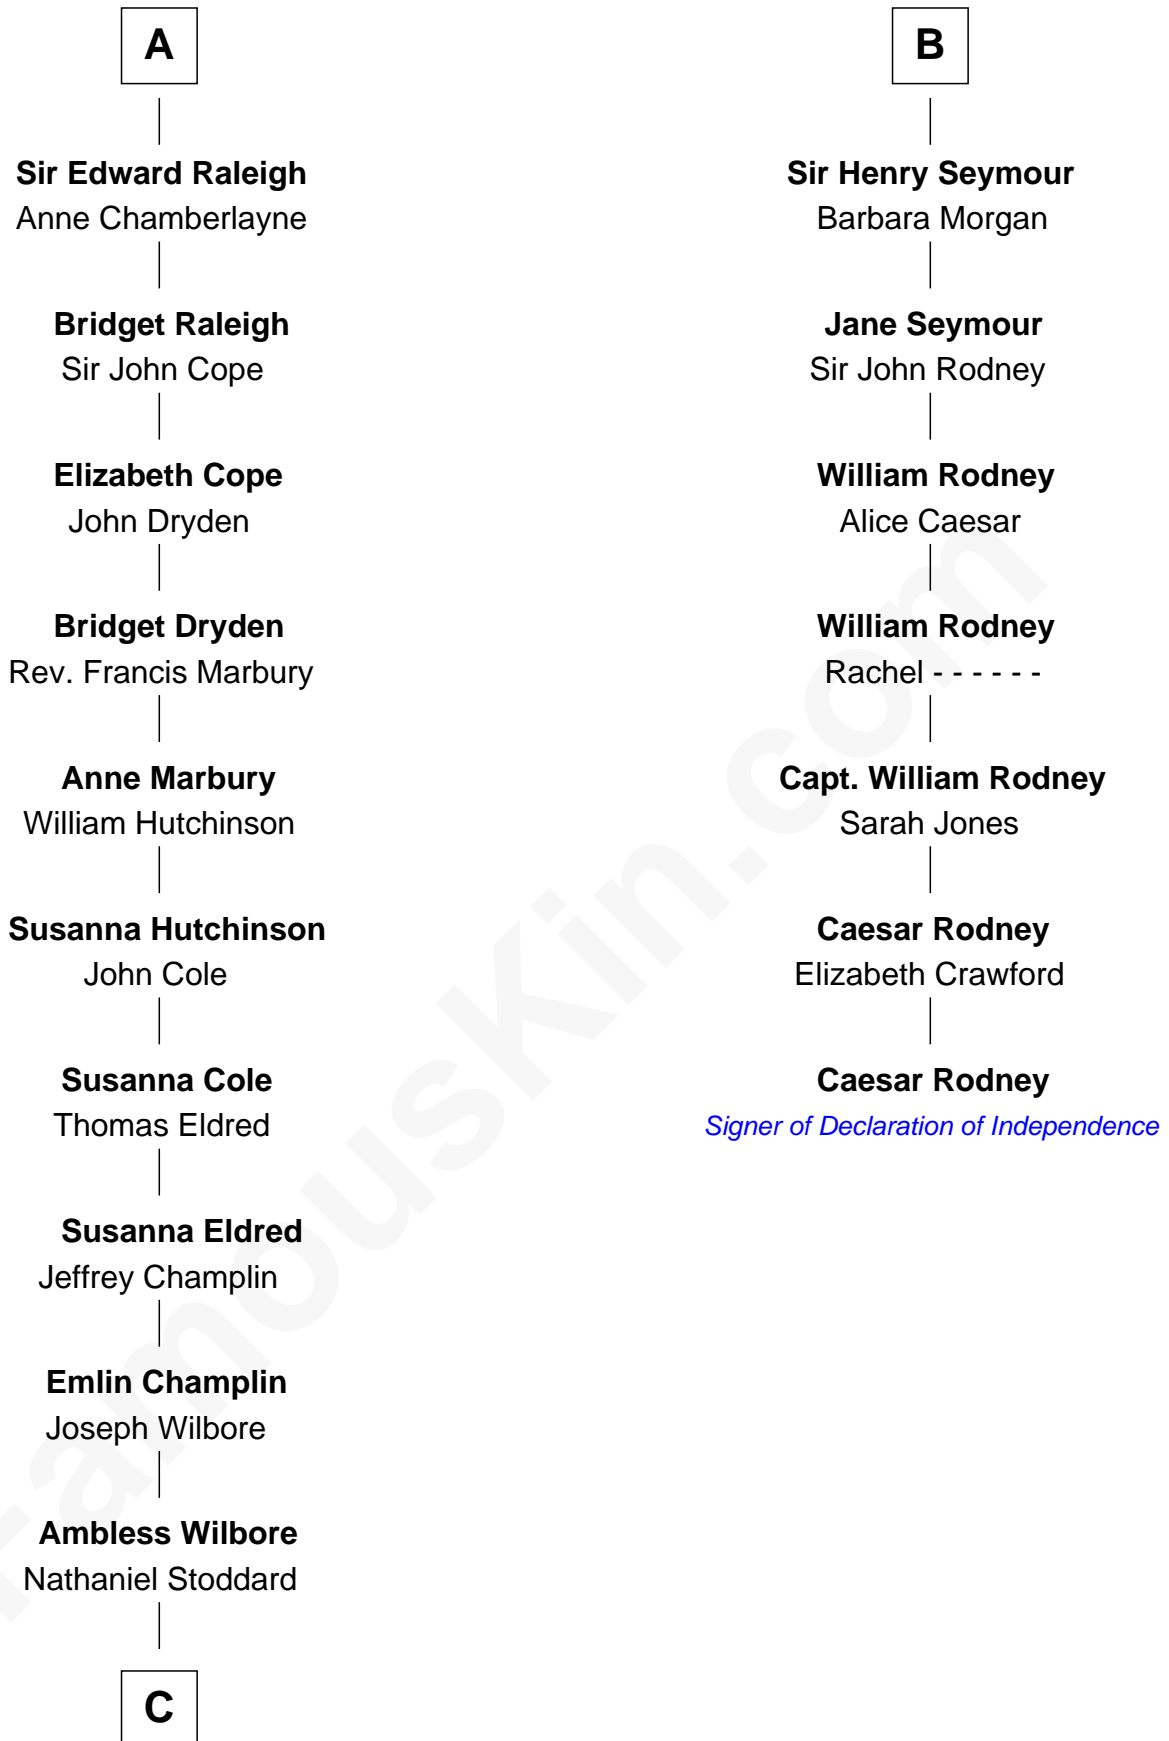 A
Sir Edward Raleigh
Anne Chamberlayne
Bridget Raleigh
Sir John Cope
Elizabeth Cope
John Dryden
Bridget Dryden
Rev. Francis Marbury
Anne Marbury
William Hutchinson
Susanna Hutchinson
John Cole
Susanna Cole
Thomas Eldred
Susanna Eldred
Jeffrey Champlin
Emlin Champlin
Joseph Wilbore
Ambless Wilbore
Nathaniel Stoddard
C
B
Sir Henry Seymour
Barbara Morgan
Jane Seymour
Sir John Rodney
William Rodney
Alice Caesar
William Rodney
Rachel - - - - - -
Capt. William Rodney
Sarah Jones
Caesar Rodney
Elizabeth Crawford
Caesar Rodney
Signer of Declaration of Independence
FamousKin.com